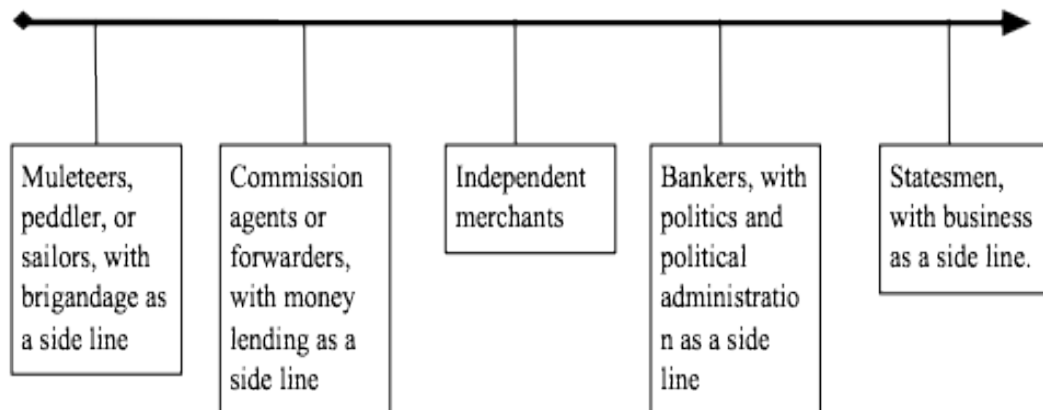 Muleteers,
peddler, or
sailors, with
brigandage as
a side line
Commission
agents or
forwarders,
with money
lending as a
side line
Independent
merchants
Bankers, with
politics and
political
administratio
n as a side
line
Statesmen,
with business
as a side line.